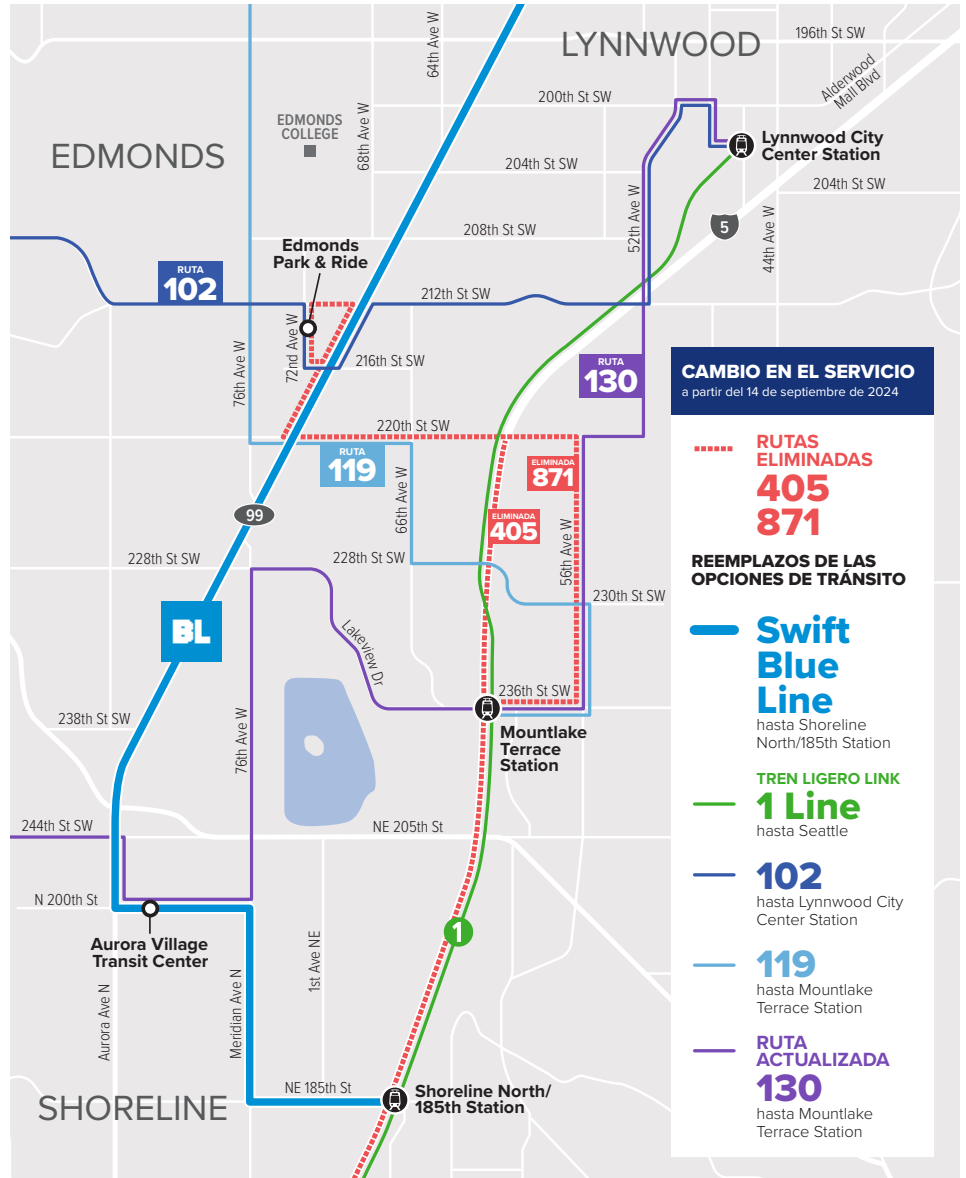 64th Ave W
LYNNWOOD
196th St SW
Alderwood
Mall Blvd
200th St SW
68th Ave W
EDMONDS
COLLEGE
EDMONDS
Lynnwood City
Center Station
204th St SW
204th St SW
52th Ave W
44th Ave W
5
208th St SW
Edmonds
Park & Ride
RUTA
102
212th St SW
72nd Ave W
76th Ave W
216th St SW
RUTA
130
220th St SW
RUTA
119
66th Ave W
ELIMINADA
871
ELIMINADA
405
56th Ave W
99
228th St SW
228th St SW
230th St SW
BL
Lakeview Dr
236th St SW
238th St SW
76th Ave W
Mountlake
Terrace
Station
244th St SW
NE 205th St
N 200th St
Aurora Village
Transit Center
1
1st Ave NE
Aurora Ave N
Meridian Ave N
NE 185th St
Shoreline North/
185th Station
SHORELINE
CAMBIO EN EL SERVICIO
a partir del 14 de septiembre de 2024
RUTAS
ELIMINADAS
405
871
REEMPLAZOS DE LAS
OPCIONES DE TRÁNSITO
Swift
Blue
Line
hasta Shoreline
North/185th Station
TREN LIGERO LINK
1 Line
hasta Seattle
102
hasta Lynnwood City
Center Station
119
hasta Mountlake
Terrace Station
RUTA
ACTUALIZADA
130
hasta Mountlake
Terrace Station